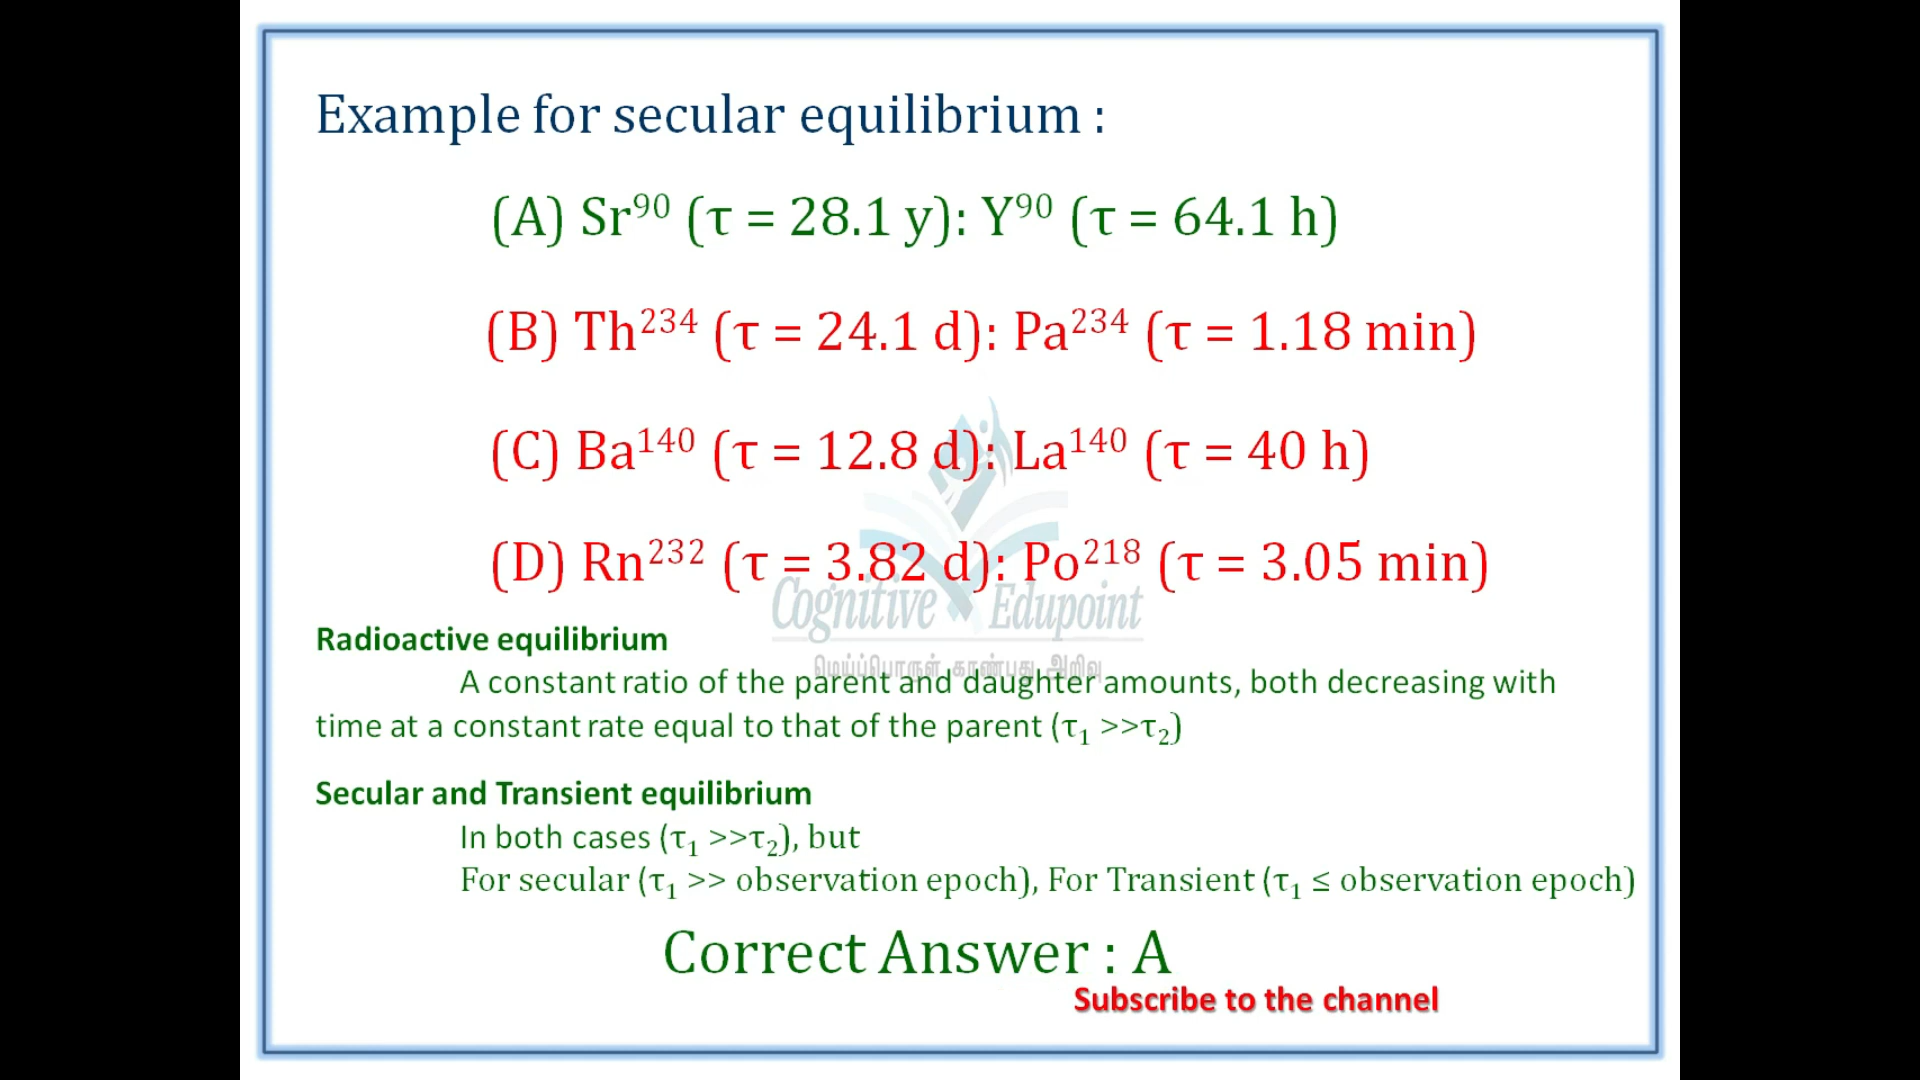 Example for secular equilibrium :
(A) Sr⁹⁰ (τ = 28.1 y): Y⁹⁰ (τ = 64.1 h)
(B) Th²³⁴ (τ = 24.1 d): Pa²³⁴ (τ = 1.18 min)
(C) Ba¹⁴⁰ (τ = 12.8 d): La¹⁴⁰ (τ = 40 h)
(D) Rn²³² (τ = 3.82 d): Po²¹⁸ (τ = 3.05 min)
Cognitive Edupoint
மெய்ப்பொருள் காண்பது அறிவு
Radioactive equilibrium
A constant ratio of the parent and daughter amounts, both decreasing with
time at a constant rate equal to that of the parent (τ₁ >>τ₂)
Secular and Transient equilibrium
In both cases (τ₁ >>τ₂), but
For secular (τ₁ >> observation epoch), For Transient (τ₁ ≤ observation epoch)
Correct Answer : A
Subscribe to the channel